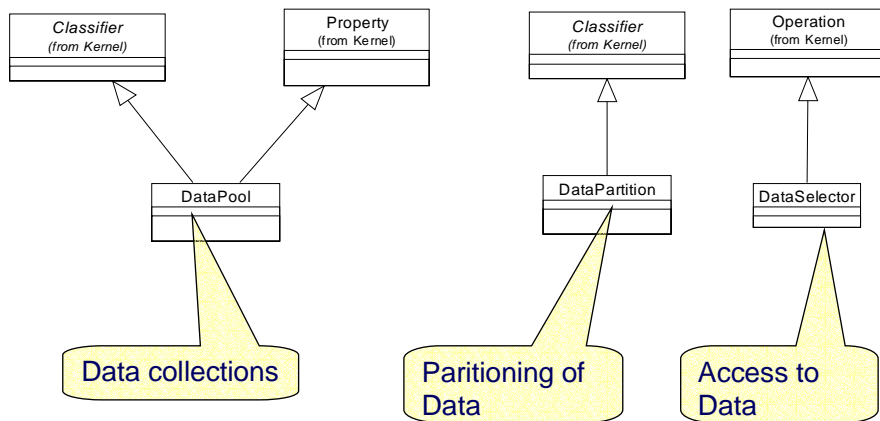 Classifier
(from Kernel)
Property
(from Kernel)
Classifier
(from Kernel)
Operation
(from Kernel)
DataPool
DataPartition
DataSelector
Data collections
Paritioning of
Data
Access to
Data